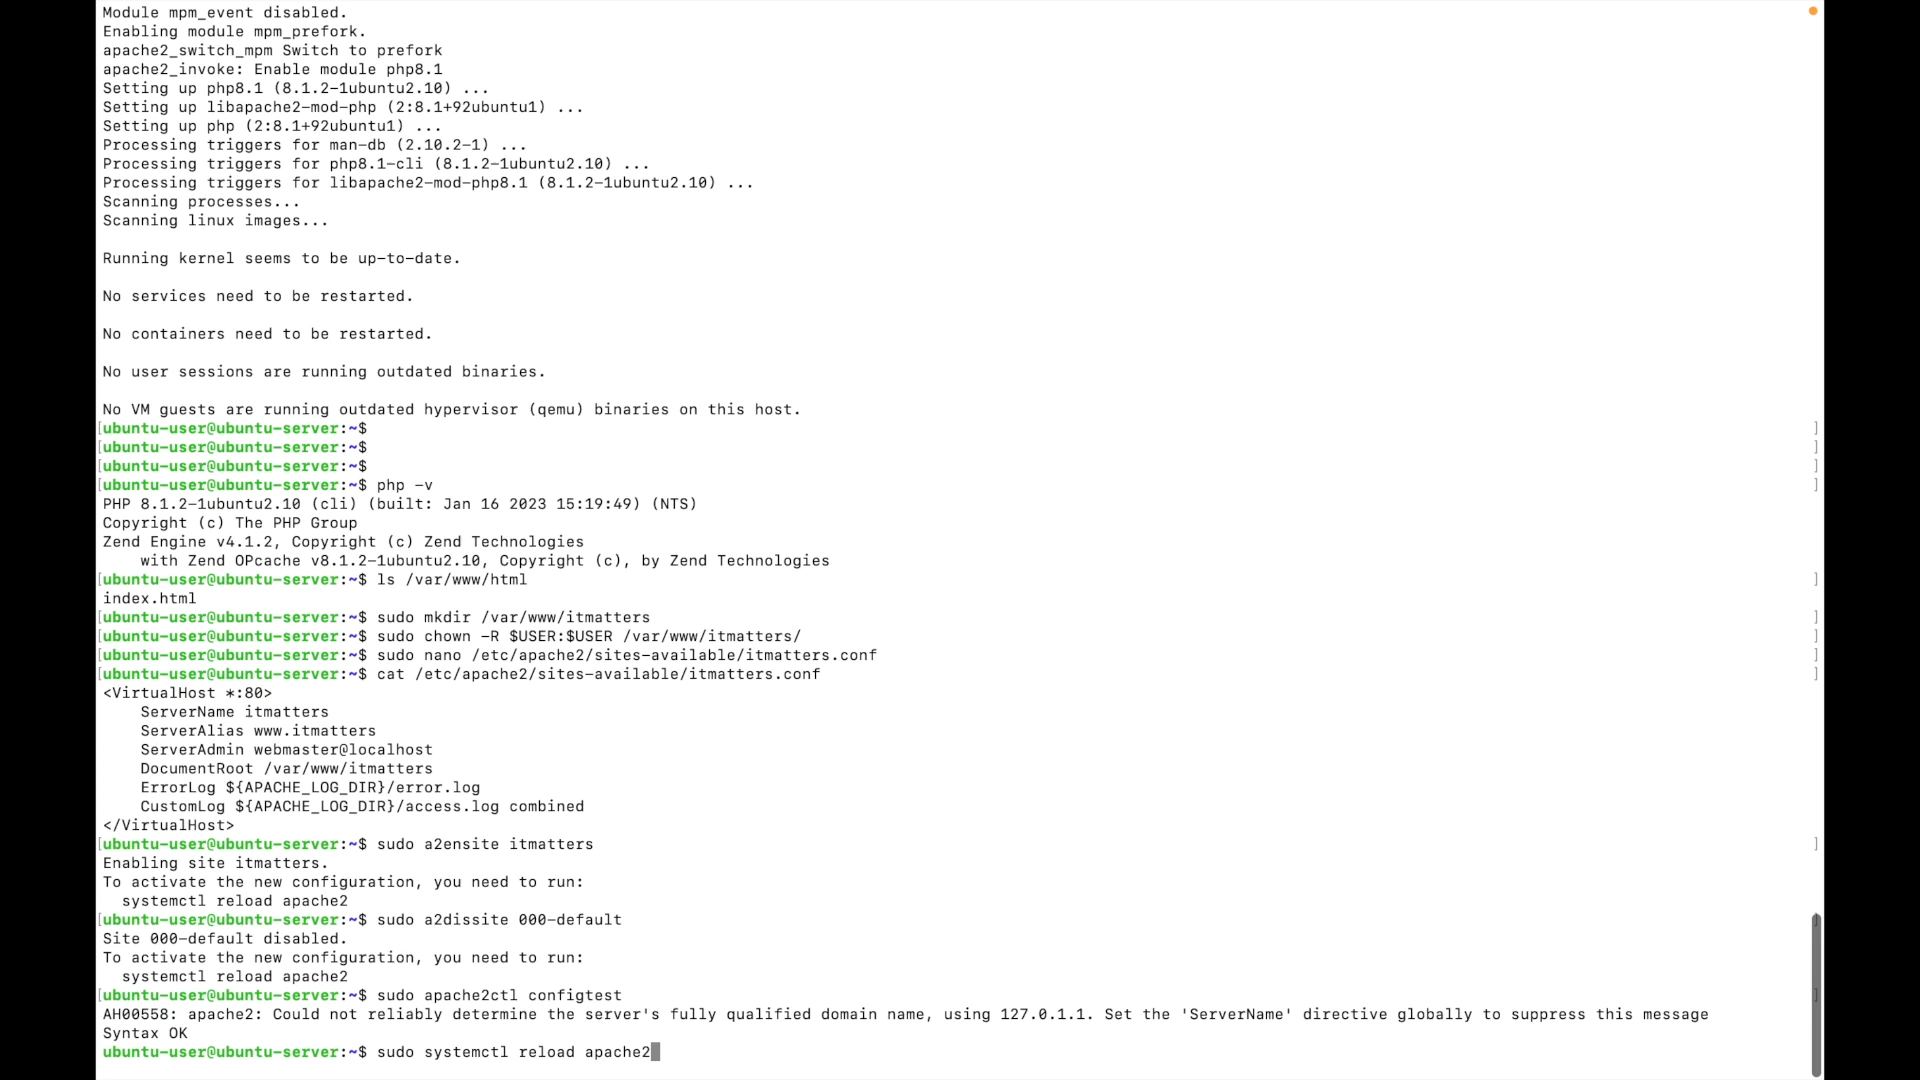 Module mpm_event disabled.
Enabling module mpm_prefork.
apache2_switch_mpm Switch to prefork
apache2_invoke: Enable module php8.1
Setting up php8.1 (8.1.2-1ubuntu2.10) ...
Setting up libapache2-mod-php (2:8.1+92ubuntu1) ...
Setting up php (2:8.1+92ubuntu1) ...
Processing triggers for man-db (2.10.2-1) ...
Processing triggers for php8.1-cli (8.1.2-1ubuntu2.10) ...
Processing triggers for libapache2-mod-php8.1 (8.1.2-1ubuntu2.10) ...
Scanning processes...
Scanning linux images...
Running kernel seems to be up-to-date.
No services need to be restarted.
No containers need to be restarted.
No user sessions are running outdated binaries.
No VM guests are running outdated hypervisor (qemu) binaries on this host.
[ubuntu-user@ubuntu-server:~$ ]
[ubuntu-user@ubuntu-server:~$ ]
[ubuntu-user@ubuntu-server:~$ ]
[ubuntu-user@ubuntu-server:~$ php -v ]
PHP 8.1.2-1ubuntu2.10 (cli) (built: Jan 16 2023 15:19:49) (NTS)
Copyright (c) The PHP Group
Zend Engine v4.1.2, Copyright (c) Zend Technologies
    with Zend OPcache v8.1.2-1ubuntu2.10, Copyright (c), by Zend Technologies
[ubuntu-user@ubuntu-server:~$ ls /var/www/html ]
index.html
[ubuntu-user@ubuntu-server:~$ sudo mkdir /var/www/itmatters ]
[ubuntu-user@ubuntu-server:~$ sudo chown -R $USER:$USER /var/www/itmatters/ ]
[ubuntu-user@ubuntu-server:~$ sudo nano /etc/apache2/sites-available/itmatters.conf ]
[ubuntu-user@ubuntu-server:~$ cat /etc/apache2/sites-available/itmatters.conf ]
<VirtualHost *:80>
    ServerName itmatters
    ServerAlias www.itmatters
    ServerAdmin webmaster@localhost
    DocumentRoot /var/www/itmatters
    ErrorLog ${APACHE_LOG_DIR}/error.log
    CustomLog ${APACHE_LOG_DIR}/access.log combined
</VirtualHost>
[ubuntu-user@ubuntu-server:~$ sudo a2ensite itmatters ]
Enabling site itmatters.
To activate the new configuration, you need to run:
  systemctl reload apache2
[ubuntu-user@ubuntu-server:~$ sudo a2dissite 000-default ]
Site 000-default disabled.
To activate the new configuration, you need to run:
  systemctl reload apache2
[ubuntu-user@ubuntu-server:~$ sudo apache2ctl configtest ]
AH00558: apache2: Could not reliably determine the server's fully qualified domain name, using 127.0.1.1. Set the 'ServerName' directive globally to suppress this message
Syntax OK
ubuntu-user@ubuntu-server:~$ sudo systemctl reload apache2